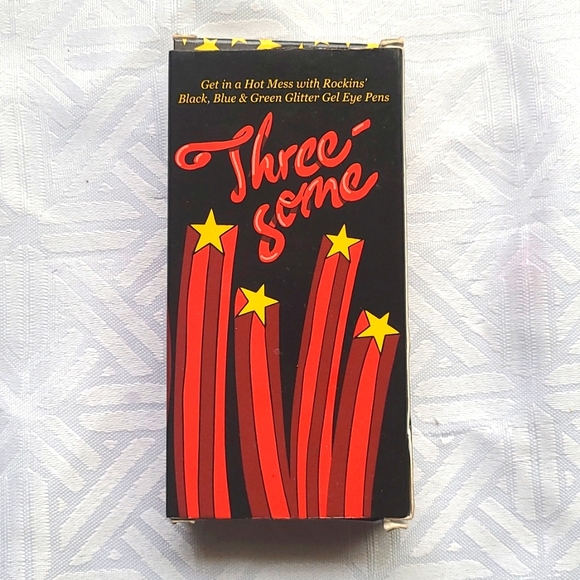 Get in a Hot Mess with Rockins'
Black, Blue & Green Glitter Gel Eye Pens
Three-
some